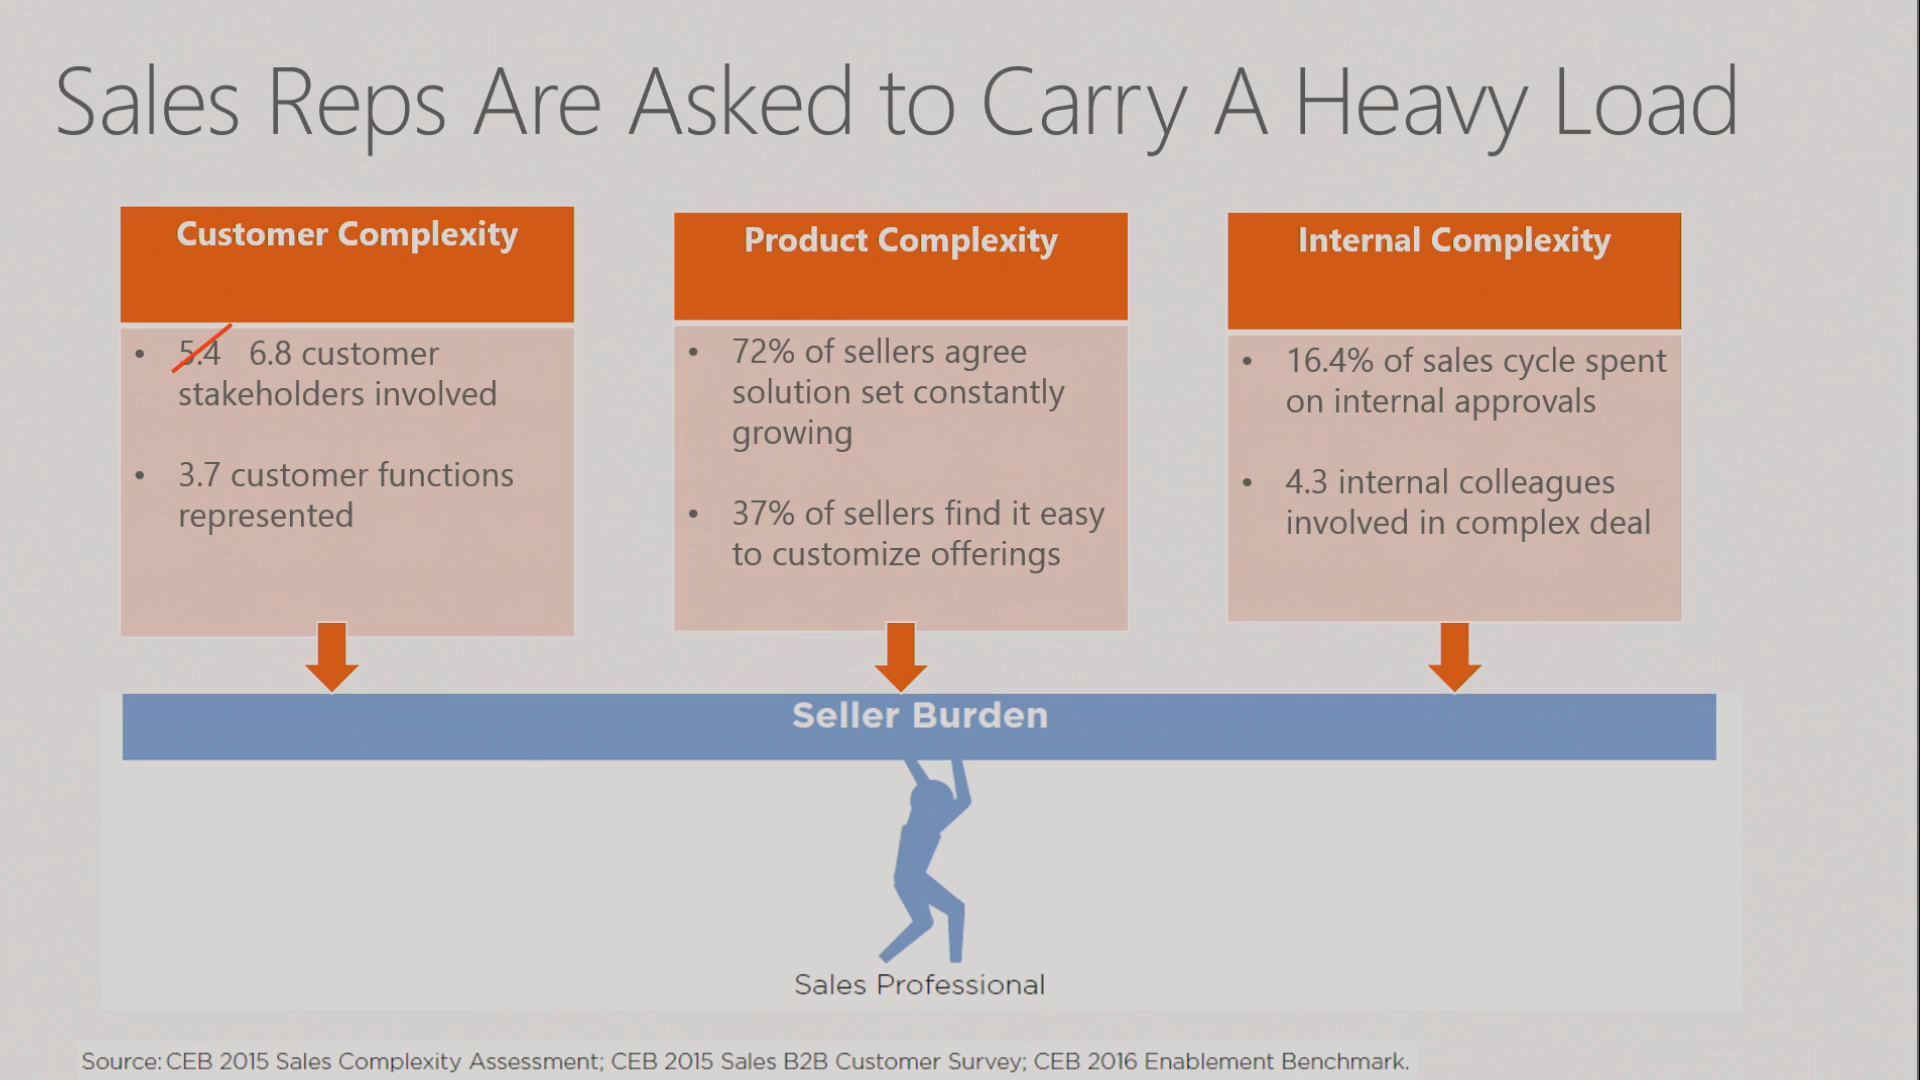 Sales Reps Are Asked to Carry A Heavy Load
Customer Complexity
• 5.4 6.8 customer
stakeholders involved
• 3.7 customer functions
represented
Product Complexity
• 72% of sellers agree
solution set constantly
growing
• 37% of sellers find it easy
to customize offerings
Internal Complexity
• 16.4% of sales cycle spent
on internal approvals
• 4.3 internal colleagues
involved in complex deal
Seller Burden
Sales Professional
Source: CEB 2015 Sales Complexity Assessment; CEB 2015 Sales B2B Customer Survey; CEB 2016 Enablement Benchmark.